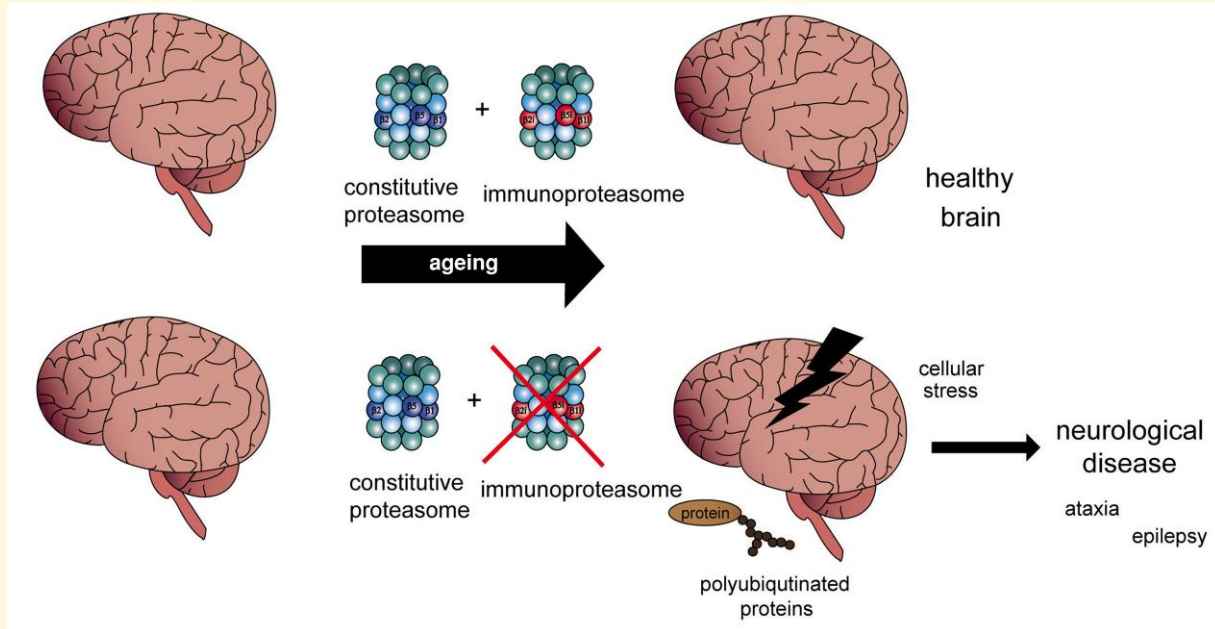 β2 β5 β1
+
β2i β5i β1i
constitutive
proteasome
immunoproteasome
healthy
brain
ageing
β2 β5 β1
+
β2i β5i β1i
constitutive
proteasome
immunoproteasome
cellular
stress
neurological
disease
ataxia
epilepsy
protein
polyubiqutinated
proteins